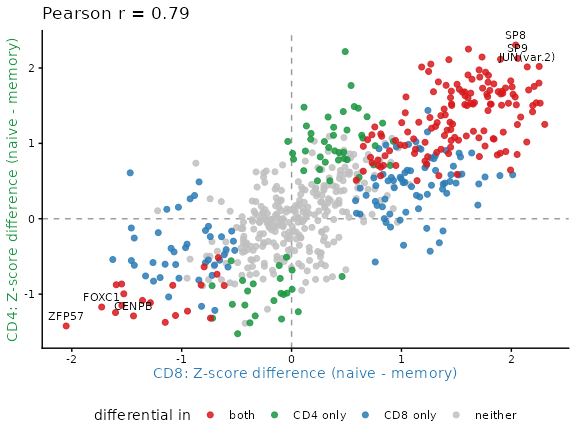 Pearson r = 0.79
CD4: Z-score difference (naive - memory)
2
1
0
-1
SP8
SP9
JUN(var.2)
FOXC1
CENPB
ZFP57
-2
-1
0
1
2
CD8: Z-score difference (naive - memory)
differential in both CD4 only CD8 only neither